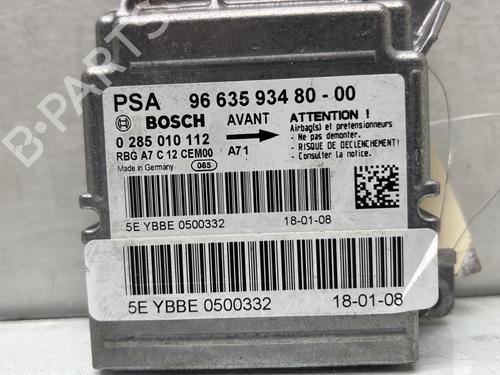 B-PARTS
PSA 96 635 934 80 - 00
BOSCH AVANT
0 285 010 112
RBG A7 C 12 CEM00 A71
Made in Germany 085
ATTENTION !
Airbag(s) et pretensionneurs
- Ne pas demonter.
- RISQUE DE DECLENCHEMENT!
- Consulter la notice.
5E YBBE 0500332 18-01-08
5E YBBE 0500332 18-01-08